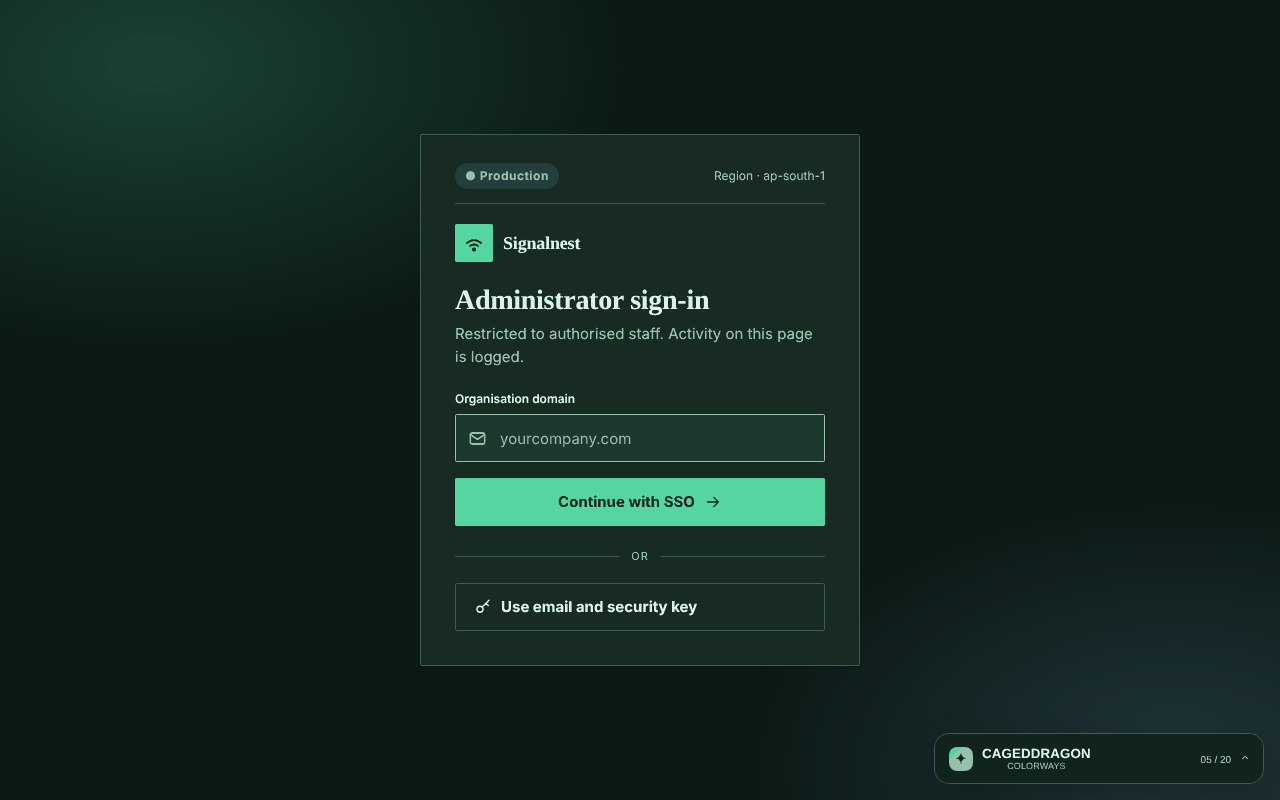 Production
Region · ap-south-1
Signalnest
Administrator sign-in
Restricted to authorised staff. Activity on this page
is logged.
Organisation domain
yourcompany.com
Continue with SSO
OR
Use email and security key
CAGEDDRAGON
COLORWAYS
05 / 20